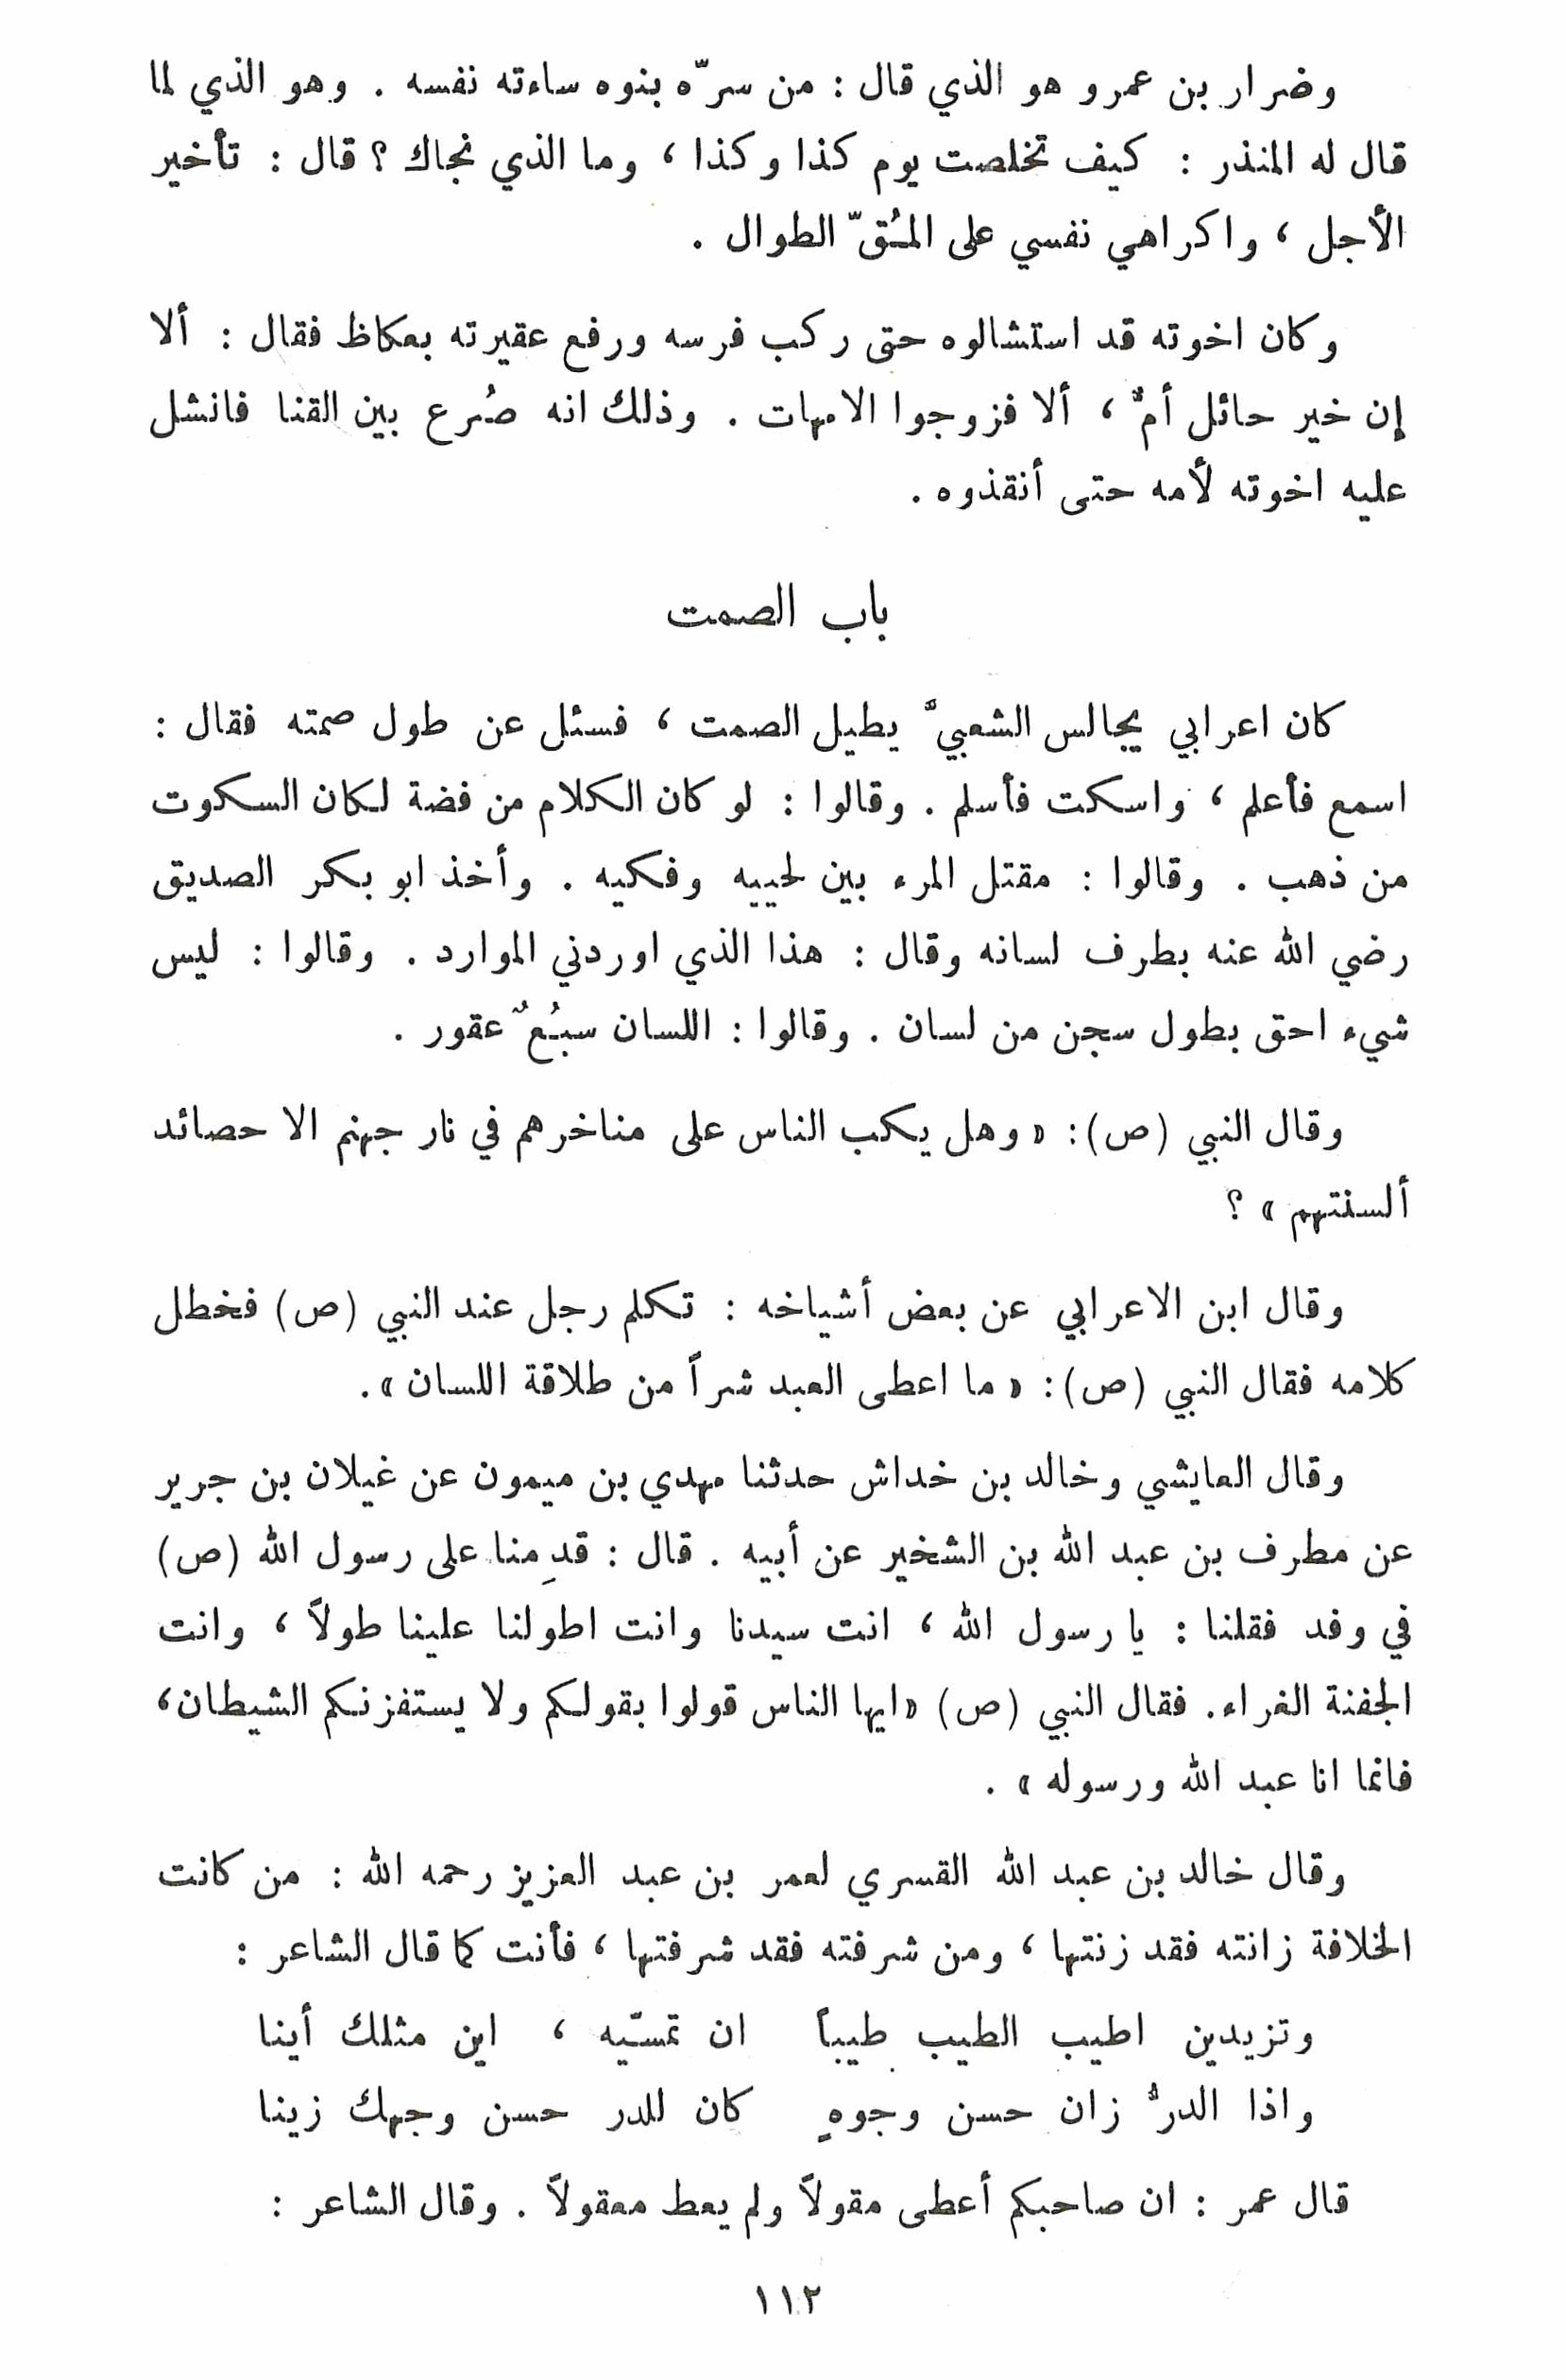 وضرار بن عمرو هو الذي قال : من سرّه بنوه ساءته نفسه . وهو الذي لما
قال له المنذر : كيف تخلصت يوم كذا وكذا ، وما الذي نجاك ؟ قال : تأخير
الأجل ، واكراهي نفسي على المُقّ الطوال .
وكان اخوته قد استشالوه حتى ركب فرسه ورفع عقيرته بعكاظ فقال : ألا
إن خير حائل أمٌ ، ألا فزوجوا الامهات . وذلك انه صُرع بين القنا فانشل
عليه اخوته لأمه حتى أنقذوه .
باب الصمت
كان اعرابي يجالس الشعبيَّ يطيل الصمت ، فسئل عن طول صمته فقال :
اسمع فأعلم ، واسكت فأسلم . وقالوا : لو كان الكلام من فضة لكان السكوت
من ذهب . وقالوا : مقتل المرء بين لحييه وفكيه . وأخذ ابو بكر الصديق
رضي الله عنه بطرف لسانه وقال : هذا الذي اوردني الموارد . وقالوا : ليس
شيء احق بطول سجن من لسان . وقالوا : اللسان سبُعٌ عقور .
وقال النبي (ص): « وهل يكب الناس على مناخرهم في نار جهنم الا حصائد
ألسنتهم » ؟
وقال ابن الاعرابي عن بعض أشياخه : تكلم رجل عند النبي (ص) فخطل
كلامه فقال النبي (ص): « ما اعطى العبد شراً من طلاقة اللسان ».
وقال العايشي وخالد بن خداش حدثنا مهدي بن ميمون عن غيلان بن جرير
عن مطرف بن عبد الله بن الشخير عن أبيه . قال : قدِمنا على رسول الله (ص)
في وفد فقلنا : يا رسول الله ، انت سيدنا وانت اطولنا علينا طولاً ، وانت
الجفنة الغراء. فقال النبي (ص) «ايها الناس قولوا بقولكم ولا يستفزنكم الشيطان،
فانما انا عبد الله ورسوله » .
وقال خالد بن عبد الله القسري لعمر بن عبد العزيز رحمه الله : من كانت
الخلافة زانته فقد زنتها ، ومن شرفته فقد شرفتها ، فأنت كما قال الشاعر :
وتزيدين اطيب الطيب طيباً ان تمسّيه ، اين مثلك أينا
واذا الدرُّ زان حسن وجوهٍ كان للدر حسن وجهك زينا
قال عمر : ان صاحبكم أعطى مقولاً ولم يعط معقولاً . وقال الشاعر :
١١٢